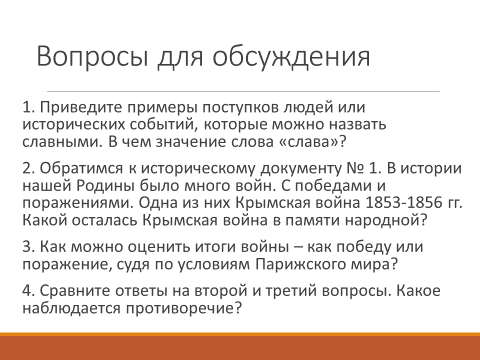 Вопросы для обсуждения
1. Приведите примеры поступков людей или
исторических событий, которые можно назвать
славными. В чем значение слова «слава»?
2. Обратимся к историческому документу № 1. В истории
нашей Родины было много войн. С победами и
поражениями. Одна из них Крымская война 1853-1856 гг.
Какой осталась Крымская война в памяти народной?
3. Как можно оценить итоги войны – как победу или
поражение, судя по условиям Парижского мира?
4. Сравните ответы на второй и третий вопросы. Какое
наблюдается противоречие?